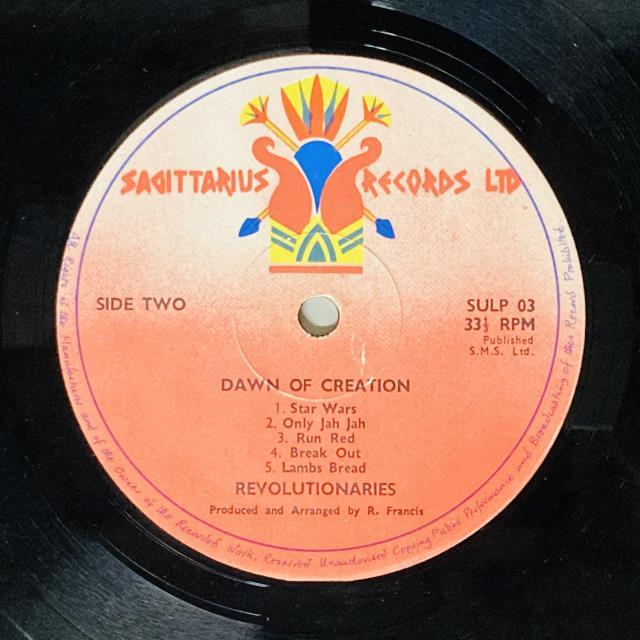 SAGITTARIUS RECORDS LTD
SIDE TWO
SULP 03
33⅓ RPM
Published
S.M.S. Ltd.
DAWN OF CREATION
1. Star Wars
2. Only Jah Jah
3. Run Red
4. Break Out
5. Lambs Bread
REVOLUTIONARIES
Produced and Arranged by R. Francis
All Rights of the Manufacturer and of the Owner of the Recorded Work, Reserved Unauthorised Copying Public Performance and Broadcasting of this Record Prohibited